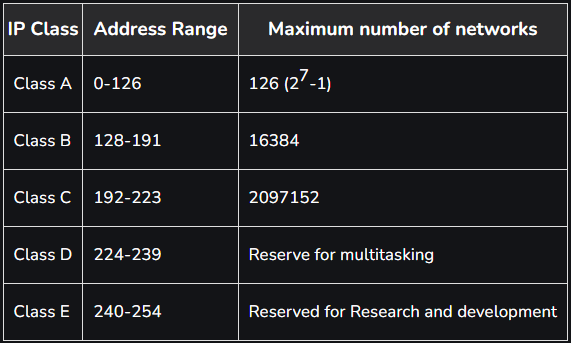 IP Class Address Range Maximum number of networks
Class A 0-126 126 (2^7-1)
Class B 128-191 16384
Class C 192-223 2097152
Class D 224-239 Reserve for multitasking
Class E 240-254 Reserved for Research and development